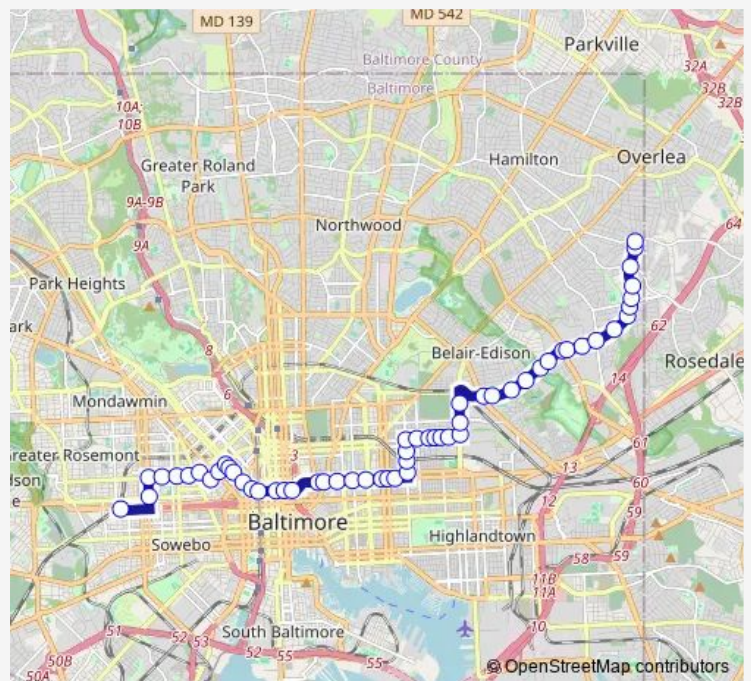 MD 139
MD 542
Parkville
Baltimore County
Baltimore
32A
32B
32B
10A;
10B
Greater Roland
Park
Hamilton
Overlea
9A-9B
9A
Northwood
64
Park Heights
ark
62
8
Belair-Edison
Rosedale
14
6
Mondawmin
61
3
reater Rosemont
13
dson
e
60
12
59
Baltimore
Sowebo
Highlandtown
58
59
11B
11A
51
52
53
South Baltimore
10
52
55
55
50B
50A
© OpenStreetMap contributors